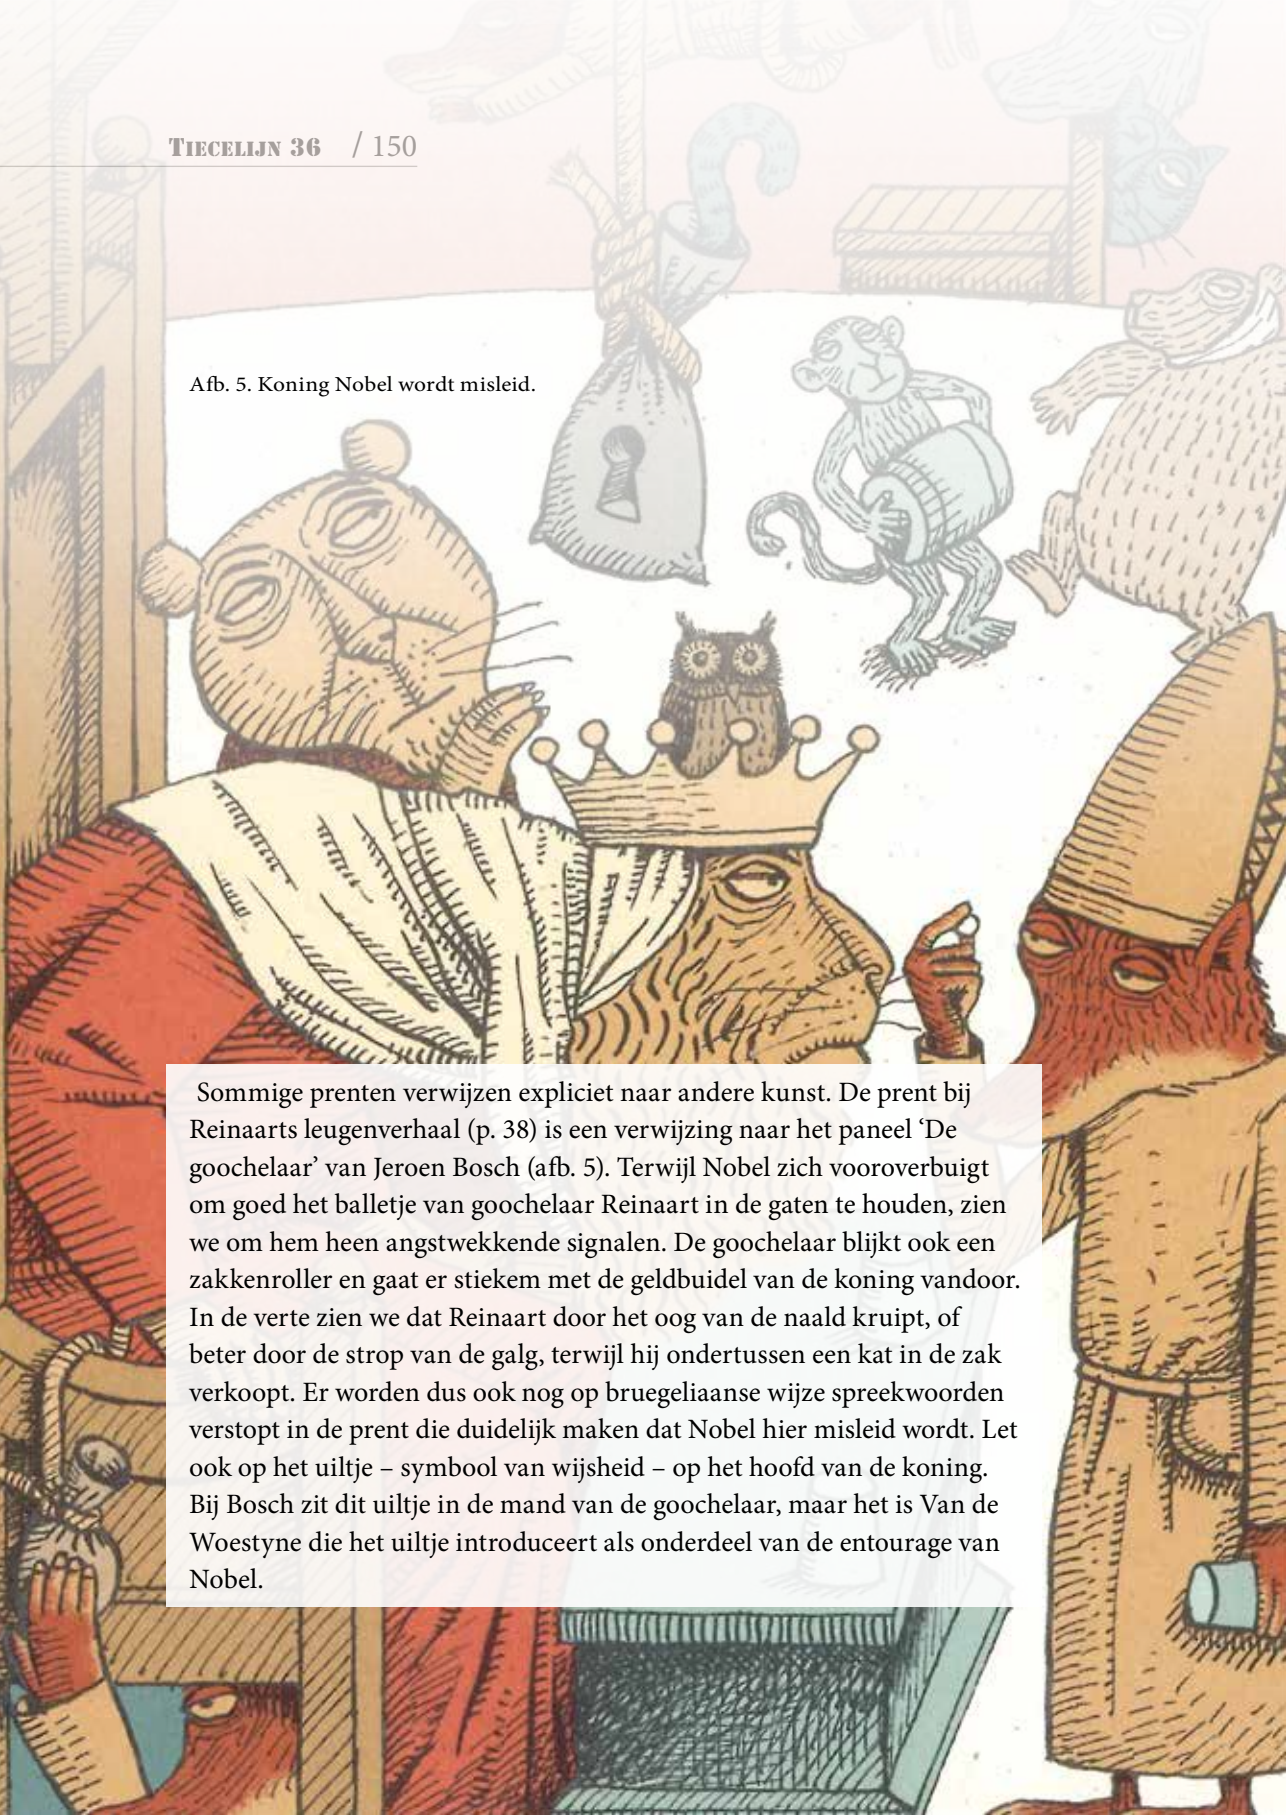 Tiecelijn 36 / 150
Afb. 5. Koning Nobel wordt misleid.
Sommige prenten verwijzen expliciet naar andere kunst. De prent bij
Reinaarts leugenverhaal (p. 38) is een verwijzing naar het paneel ‘De
goochelaar’ van Jeroen Bosch (afb. 5). Terwijl Nobel zich vooroverbuigt
om goed het balletje van goochelaar Reinaart in de gaten te houden, zien
we om hem heen angstwekkende signalen. De goochelaar blijkt ook een
zakkenroller en gaat er stiekem met de geldbuidel van de koning vandoor.
In de verte zien we dat Reinaart door het oog van de naald kruipt, of
beter door de strop van de galg, terwijl hij ondertussen een kat in de zak
verkoopt. Er worden dus ook nog op bruegeliaanse wijze spreekwoorden
verstopt in de prent die duidelijk maken dat Nobel hier misleid wordt. Let
ook op het uiltje – symbool van wijsheid – op het hoofd van de koning.
Bij Bosch zit dit uiltje in de mand van de goochelaar, maar het is Van de
Woestyne die het uiltje introduceert als onderdeel van de entourage van
Nobel.